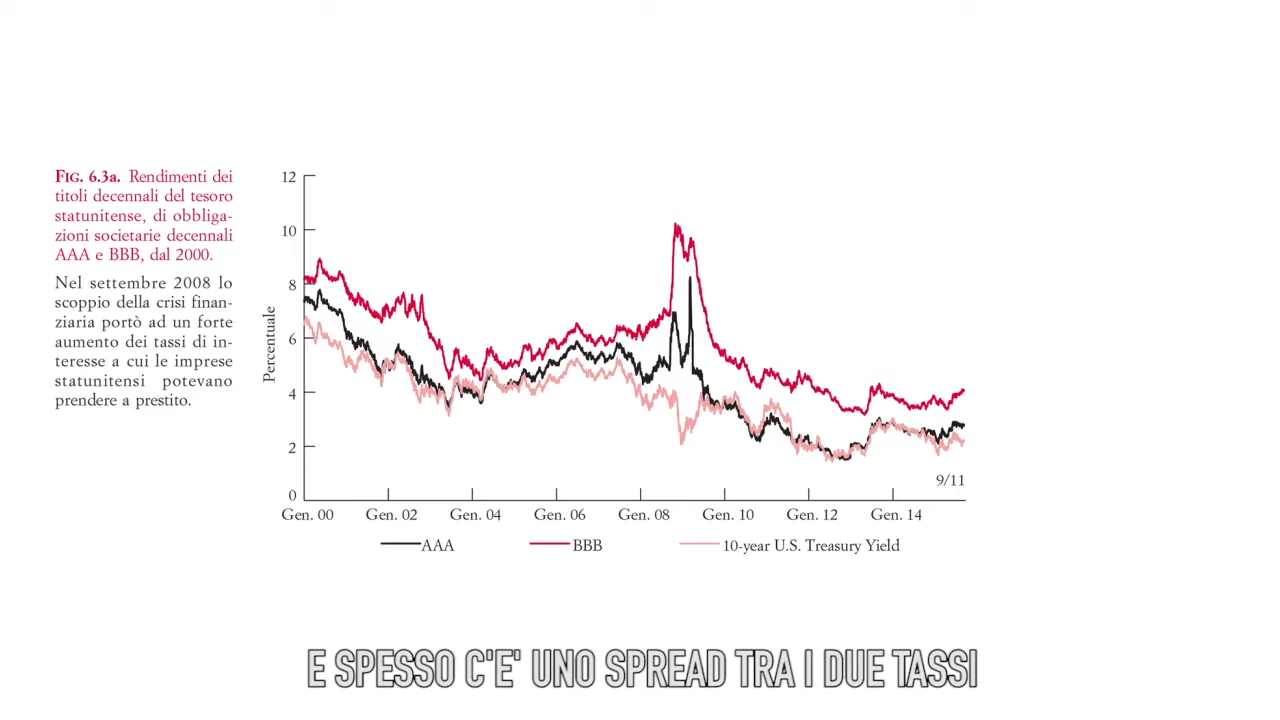 FIG. 6.3a. Rendimenti dei
titoli decennali del tesoro
statunitense, di obbliga-
zioni societarie decennali
AAA e BBB, dal 2000.
Nel settembre 2008 lo
scoppio della crisi finan-
ziaria portò ad un forte
aumento dei tassi di in-
teresse a cui le imprese
statunitensi potevano
prendere a prestito.
Percentuale
12
10
8
6
4
2
0
9/11
Gen. 00 Gen. 02 Gen. 04 Gen. 06 Gen. 08 Gen. 10 Gen. 12 Gen. 14
AAA BBB 10-year U.S. Treasury Yield
E SPESSO C'E' UNO SPREAD TRA I DUE TASSI